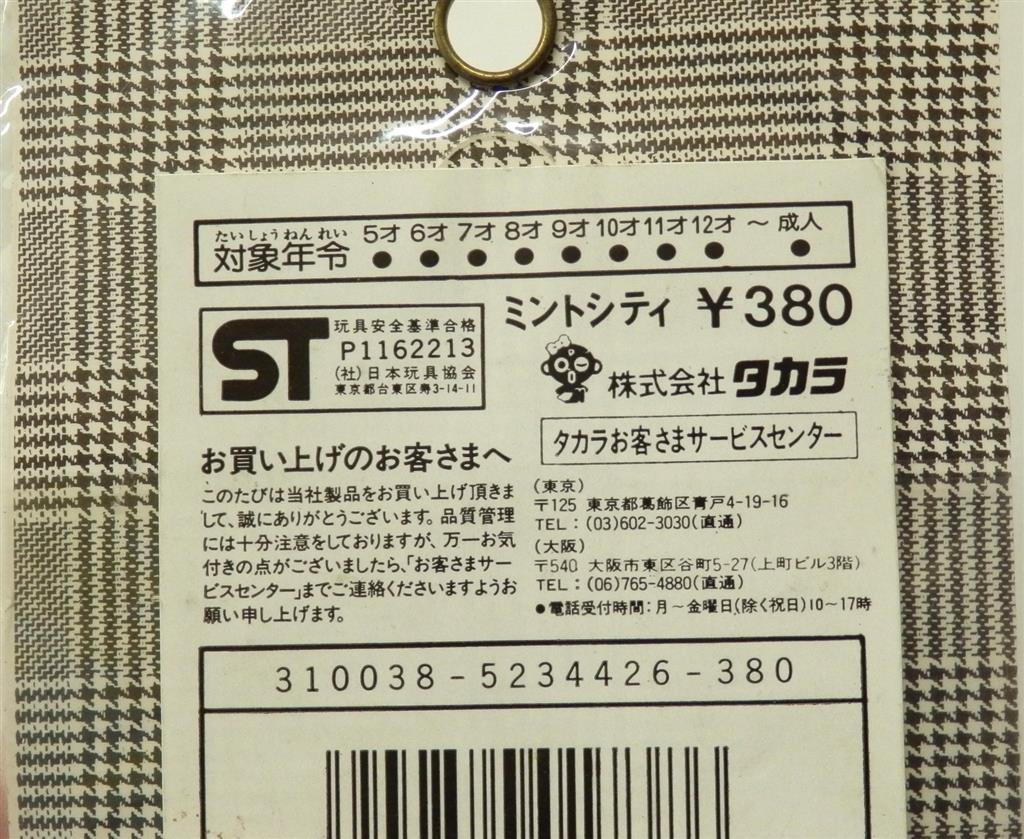 たいしょうねんれい
対象年令 5才 6才 7才 8才 9才 10才 11才 12才 ～ 成人
ミントシティ ¥380
ST
玩具安全基準合格
P1162213
(社)日本玩具協会
東京都台東区寿3-14-11
株式会社 タカラ
タカラお客さまサービスセンター
お買い上げのお客さまへ
このたびは当社製品をお買い上げ頂きま
して、誠にありがとうございます。品質管理
には十分注意をしておりますが、万一お気
付きの点がございましたら、「お客さまサー
ビスセンター」までご連絡くださいますようお
願い申し上げます。
(東京)
〒125 東京都葛飾区青戸4-19-16
TEL：(03)602-3030(直通)
(大阪)
〒540 大阪市東区谷町5-27(上町ビル3階)
TEL：(06)765-4880(直通)
●電話受付時間：月～金曜日(除く祝日)10～17時
310038-5234426-380